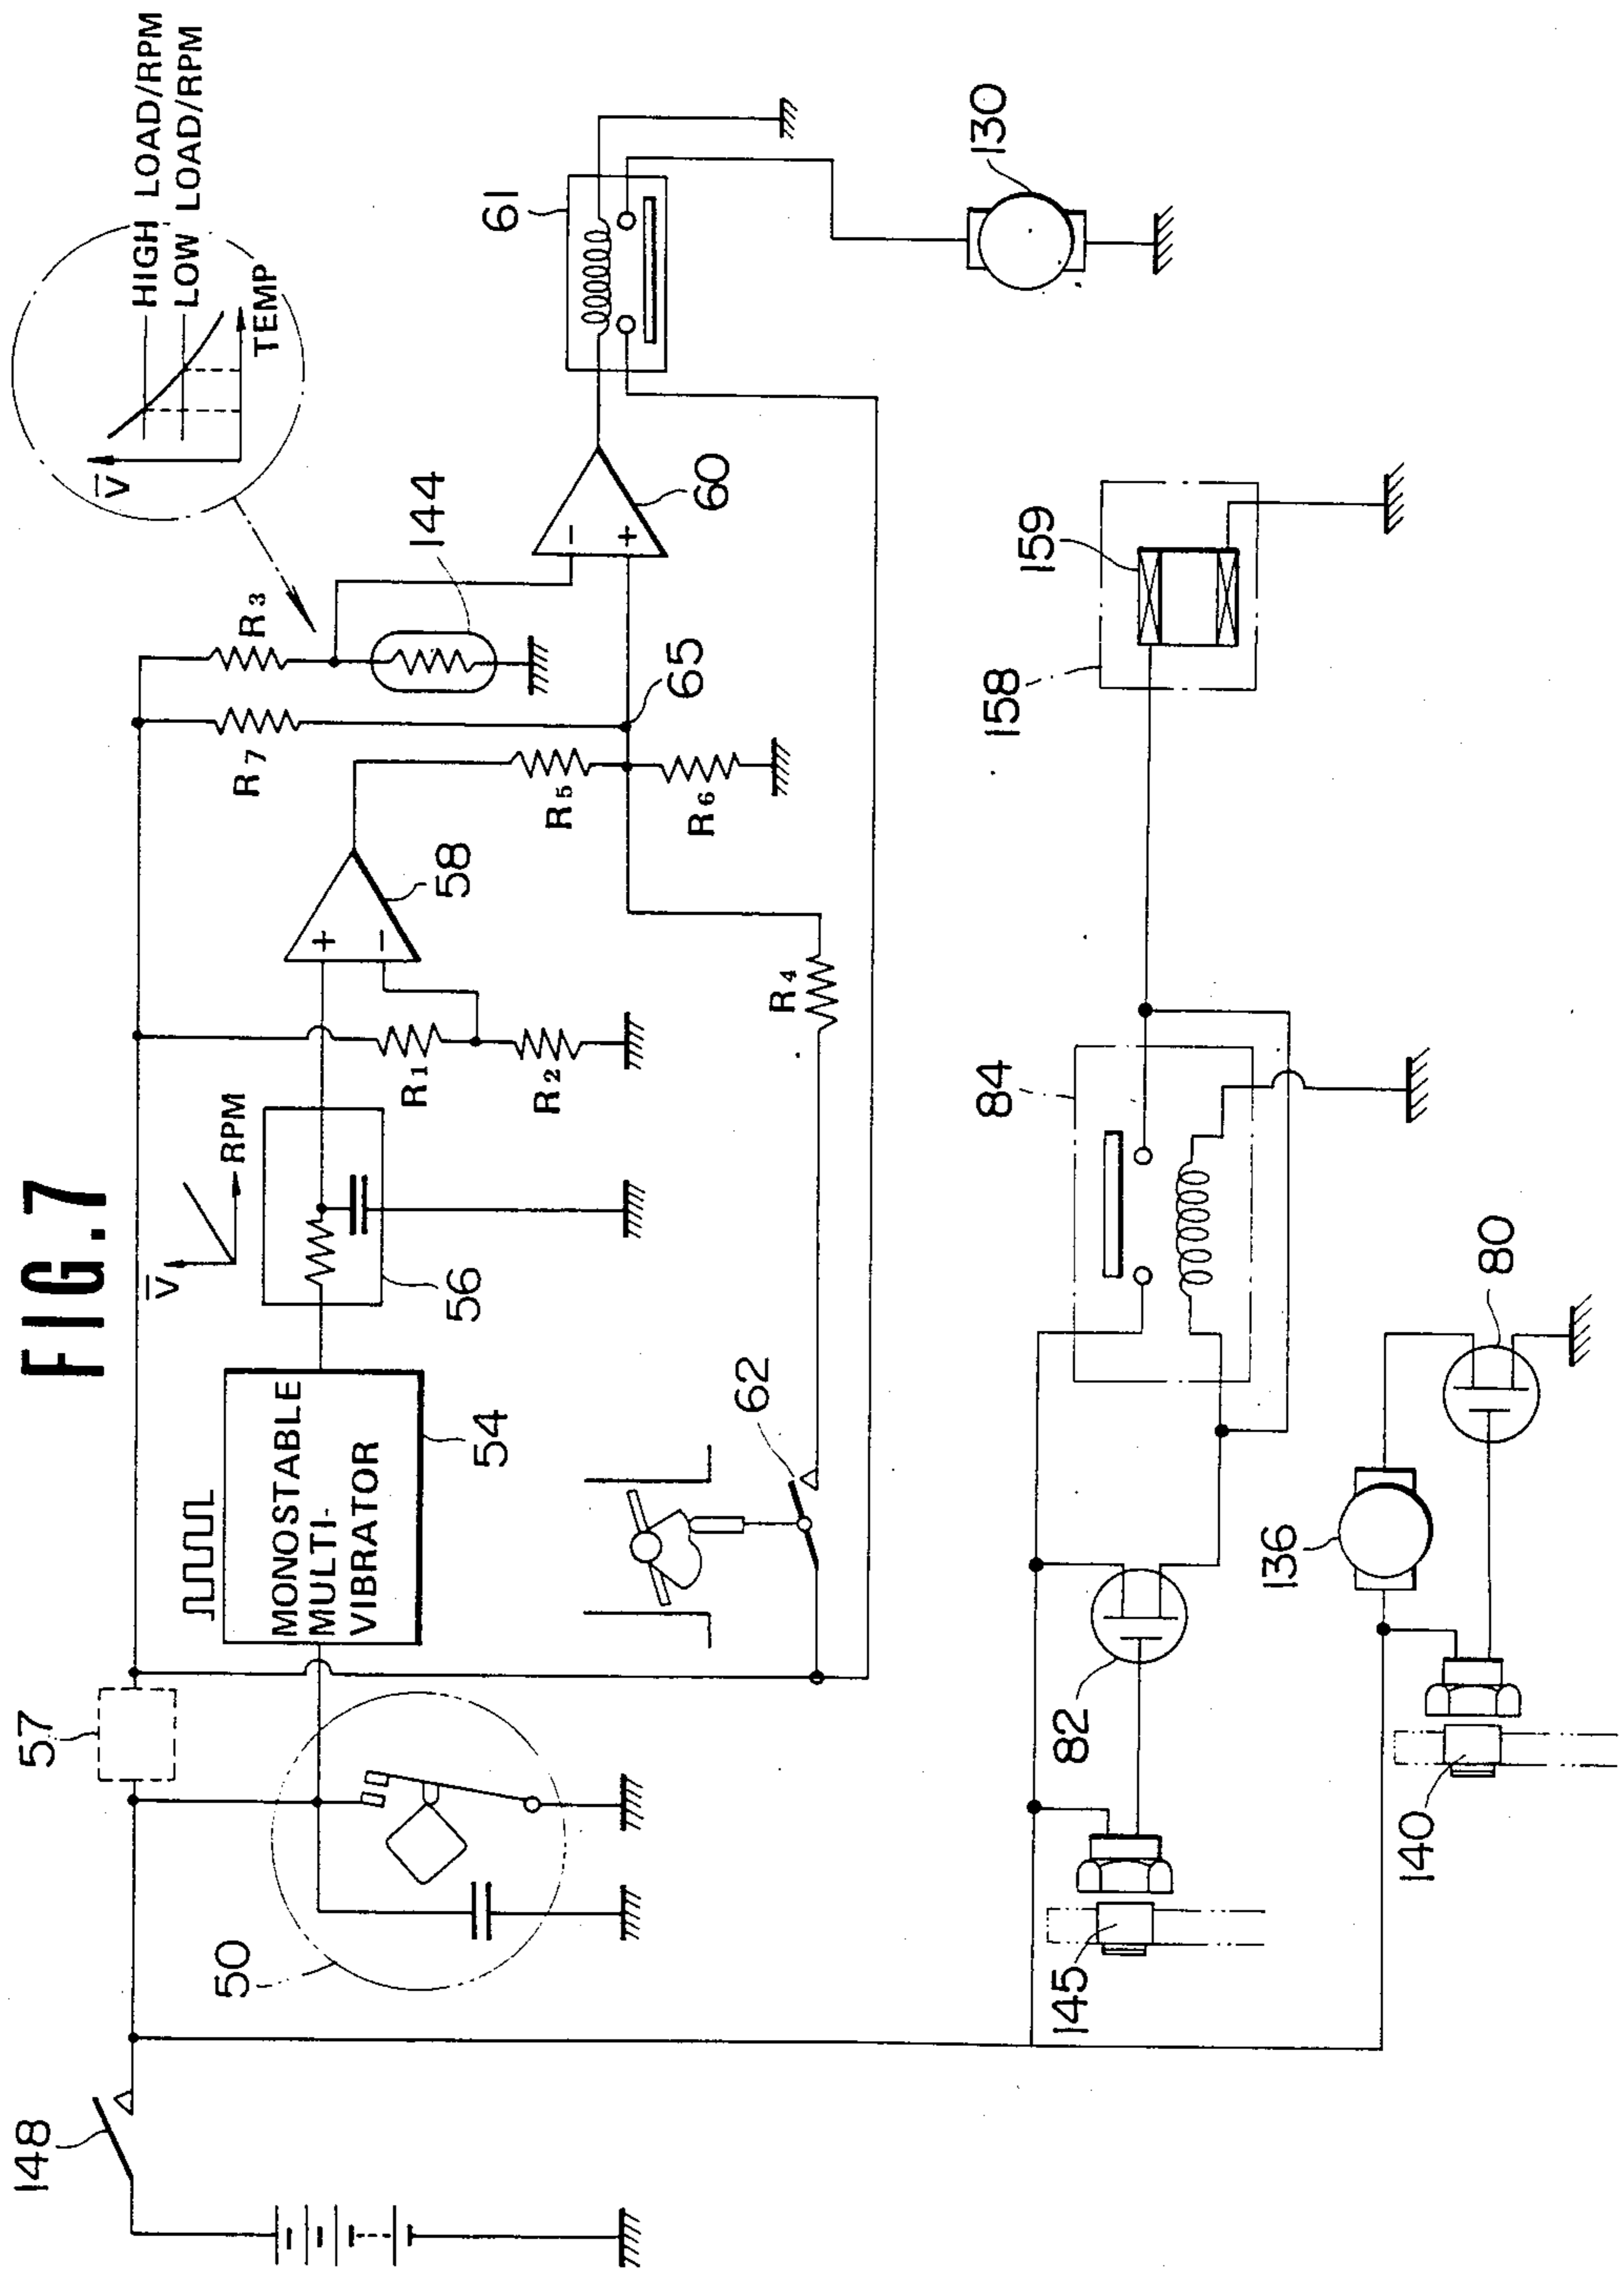 FIG.7
148
57
50
MONOSTABLE
MULTI-
VIBRATOR
54
V̅
RPM
56
R1
R2
+
−
58
R7
R3
R5
R6
65
R4
62
144
−
+
60
61
V̅
TEMP
HIGH LOAD/RPM
LOW LOAD/RPM
130
145
82
84
158
159
140
136
80